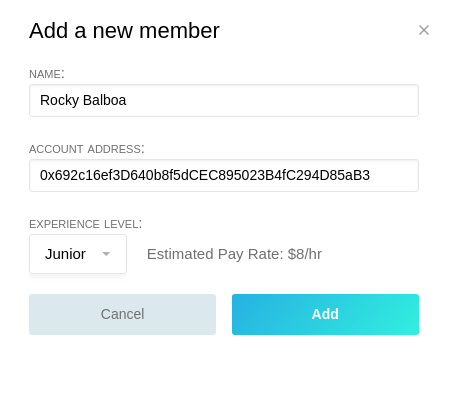 Add a new member
×
NAME:
Rocky Balboa
ACCOUNT ADDRESS:
0x692c16ef3D640b8f5dCEC895023B4fC294D85aB3
EXPERIENCE LEVEL:
Junior
Estimated Pay Rate: $8/hr
Cancel
Add